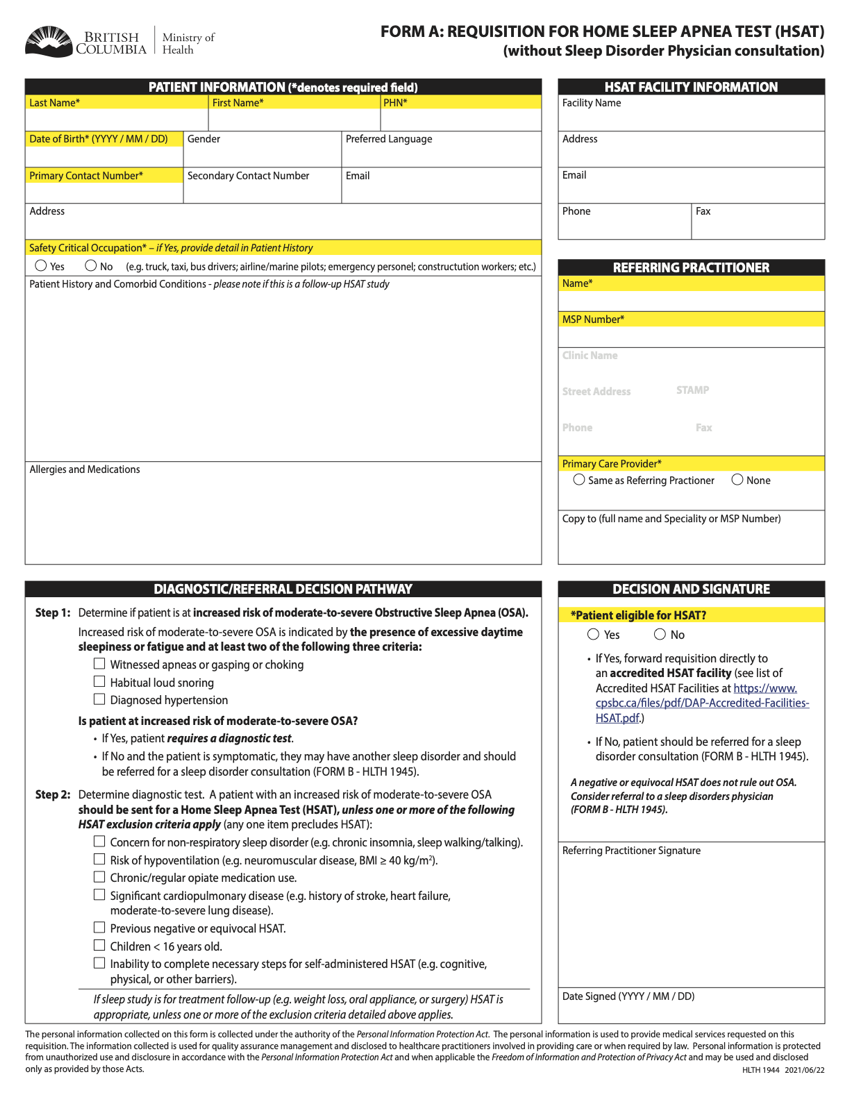 BRITISH COLUMBIA
Ministry of Health
FORM A: REQUISITION FOR HOME SLEEP APNEA TEST (HSAT)
(without Sleep Disorder Physician consultation)
PATIENT INFORMATION (*denotes required field)
Last Name* First Name* PHN*
Date of Birth* (YYYY / MM / DD) Gender Preferred Language
Primary Contact Number* Secondary Contact Number Email
Address
Safety Critical Occupation* – if Yes, provide detail in Patient History
Yes No (e.g. truck, taxi, bus drivers; airline/marine pilots; emergency personel; constructution workers; etc.)
Patient History and Comorbid Conditions - please note if this is a follow-up HSAT study
Allergies and Medications
HSAT FACILITY INFORMATION
Facility Name
Address
Email
Phone Fax
REFERRING PRACTITIONER
Name*
MSP Number*
Clinic Name
Street Address STAMP
Phone Fax
Primary Care Provider*
Same as Referring Practioner None
Copy to (full name and Speciality or MSP Number)
DIAGNOSTIC/REFERRAL DECISION PATHWAY
Step 1: Determine if patient is at increased risk of moderate-to-severe Obstructive Sleep Apnea (OSA).
Increased risk of moderate-to-severe OSA is indicated by the presence of excessive daytime
sleepiness or fatigue and at least two of the following three criteria:
Witnessed apneas or gasping or choking
Habitual loud snoring
Diagnosed hypertension
Is patient at increased risk of moderate-to-severe OSA?
• If Yes, patient requires a diagnostic test.
• If No and the patient is symptomatic, they may have another sleep disorder and should
be referred for a sleep disorder consultation (FORM B - HLTH 1945).
Step 2: Determine diagnostic test. A patient with an increased risk of moderate-to-severe OSA
should be sent for a Home Sleep Apnea Test (HSAT), unless one or more of the following
HSAT exclusion criteria apply (any one item precludes HSAT):
Concern for non-respiratory sleep disorder (e.g. chronic insomnia, sleep walking/talking).
Risk of hypoventilation (e.g. neuromuscular disease, BMI ≥ 40 kg/m²).
Chronic/regular opiate medication use.
Significant cardiopulmonary disease (e.g. history of stroke, heart failure,
moderate-to-severe lung disease).
Previous negative or equivocal HSAT.
Children < 16 years old.
Inability to complete necessary steps for self-administered HSAT (e.g. cognitive,
physical, or other barriers).
If sleep study is for treatment follow-up (e.g. weight loss, oral appliance, or surgery) HSAT is
appropriate, unless one or more of the exclusion criteria detailed above applies.
DECISION AND SIGNATURE
*Patient eligible for HSAT?
Yes No
• If Yes, forward requisition directly to
an accredited HSAT facility (see list of
Accredited HSAT Facilities at https://www.
cpsbc.ca/files/pdf/DAP-Accredited-Facilities-
HSAT.pdf.)
• If No, patient should be referred for a sleep
disorder consultation (FORM B - HLTH 1945).
A negative or equivocal HSAT does not rule out OSA.
Consider referral to a sleep disorders physician
(FORM B - HLTH 1945).
Referring Practitioner Signature
Date Signed (YYYY / MM / DD)
The personal information collected on this form is collected under the authority of the Personal Information Protection Act. The personal information is used to provide medical services requested on this
requisition. The information collected is used for quality assurance management and disclosed to healthcare practitioners involved in providing care or when required by law. Personal information is protected
from unauthorized use and disclosure in accordance with the Personal Information Protection Act and when applicable the Freedom of Information and Protection of Privacy Act and may be used and disclosed
only as provided by those Acts.
HLTH 1944 2021/06/22